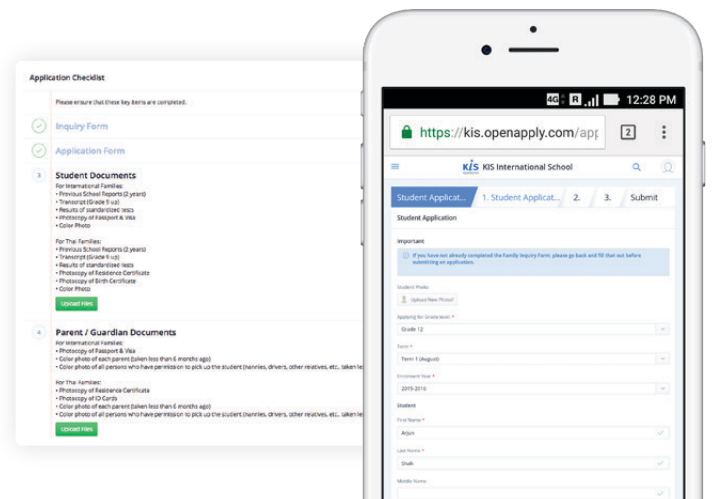 Application Checklist
Please ensure that these key items are completed.
Inquiry Form
Application Form
3 Student Documents
For International Families:
• Previous School Reports (2 years)
• Transcript (Grade 9 up)
• Results of standardized tests
• Photocopy of Passport & Visa
• Color Photo
For Thai Families:
• Previous School Reports (2 years)
• Transcript (Grade 9 up)
• Results of standardized tests
• Photocopy of Residence Certificate
• Photocopy of Birth Certificate
• Color Photo
Upload Files
4 Parent / Guardian Documents
For International Families:
• Photocopy of Passport & Visa
• Color photo of each parent (taken less than 6 months ago)
• Color photo of all persons who have permission to pick up the student (nannies, drivers, other relatives, etc., taken le
For Thai Families:
• Photocopy of Residence Certificate
• Photocopy of ID Cards
• Color photo of each parent (taken less than 6 months ago)
• Color photo of all persons who have permission to pick up the student (nannies, drivers, other relatives, etc., taken le
Upload Files
4G R 12:28 PM
https://kis.openapply.com/app 2
KIS KIS International School
Student Applicat... 1. Student Applicat... 2. 3. Submit
Student Application
Important
If you have not already completed the Family Inquiry Form, please go back and fill that out before
submitting an application.
Student Photo
Upload New Photo!
Applying for Grade level *
Grade 12
Term *
Term 1 (August)
Enrolment Year *
2015-2016
Student
First Name *
Arjun
Last Name *
Shah
Middle Name